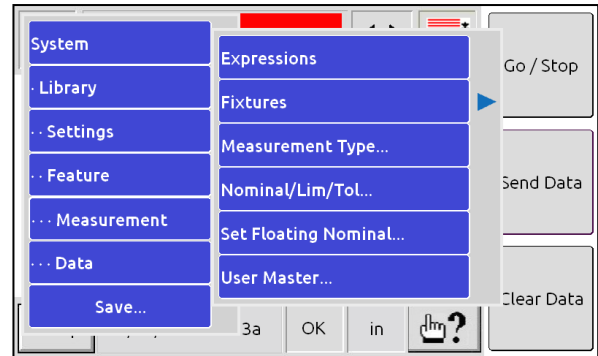 System
· Library
· · Settings
· · Feature
· · · Measurement
· · · Data
Save...
Expressions
Fixtures
Measurement Type...
Nominal/Lim/Tol...
Set Floating Nominal...
User Master...
Go / Stop
Send Data
Clear Data
3a
OK
in
?